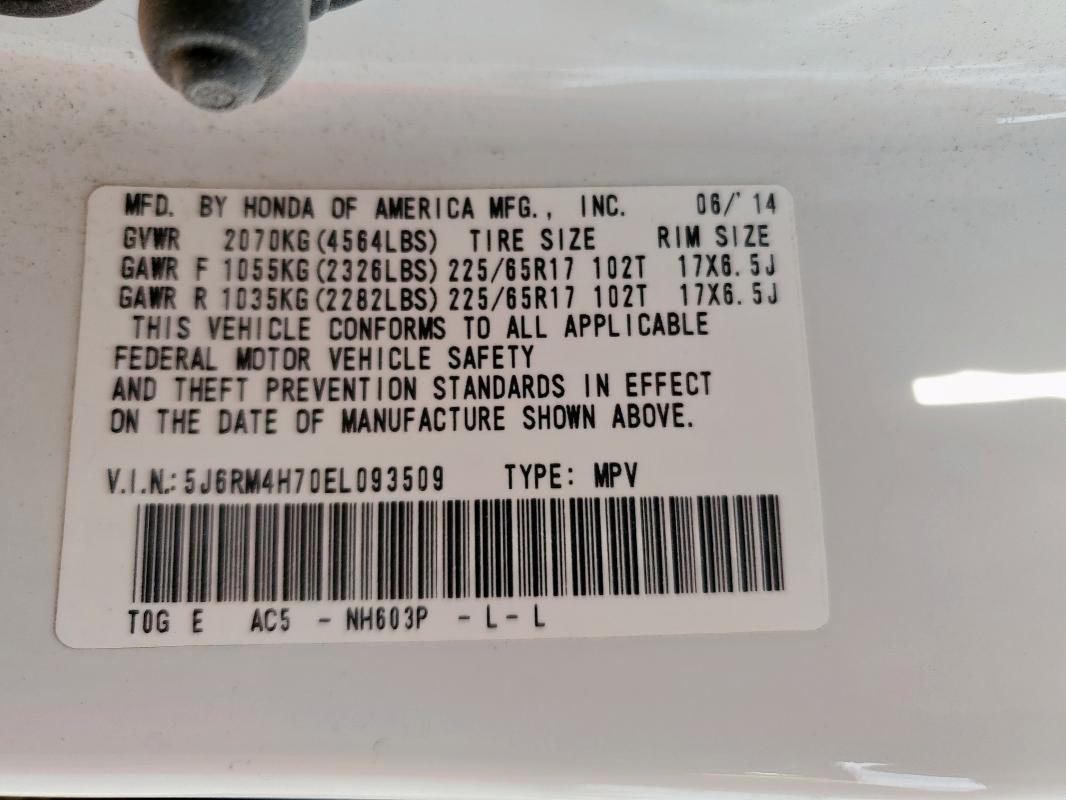 MFD. BY HONDA OF AMERICA MFG., INC. 06/'14
GVWR 2070KG(4564LBS) TIRE SIZE RIM SIZE
GAWR F 1055KG(2326LBS) 225/65R17 102T 17X6.5J
GAWR R 1035KG(2282LBS) 225/65R17 102T 17X6.5J
THIS VEHICLE CONFORMS TO ALL APPLICABLE
FEDERAL MOTOR VEHICLE SAFETY
AND THEFT PREVENTION STANDARDS IN EFFECT
ON THE DATE OF MANUFACTURE SHOWN ABOVE.
V.I.N.: 5J6RM4H70EL093509 TYPE: MPV
T0G E AC5 - NH603P - L - L